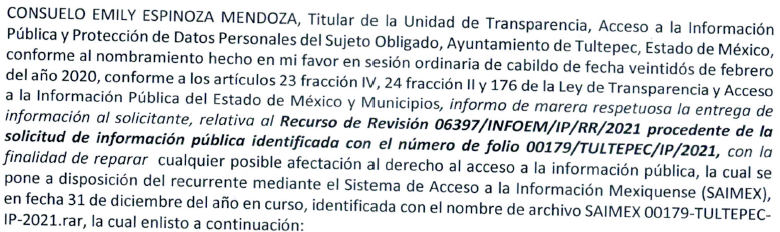 CONSUELO EMILY ESPINOZA MENDOZA, Titular de la Unidad de Transparencia, Acceso a la Información
Pública y Protección de Datos Personales del Sujeto Obligado, Ayuntamiento de Tultepec, Estado de México,
conforme al nombramiento hecho en mi favor en sesión ordinaria de cabildo de fecha veintidós de febrero
del año 2020, conforme a los artículos 23 fracción IV, 24 fracción II y 176 de la Ley de Transparencia y Acceso
a la Información Pública del Estado de México y Municipios, informo de marera respetuosa la entrega de
información al solicitante, relativa al Recurso de Revisión 06397/INFOEM/IP/RR/2021 procedente de la
solicitud de información pública identificada con el número de folio 00179/TULTEPEC/IP/2021, con la
finalidad de reparar cualquier posible afectación al derecho al acceso a la información pública, la cual se
pone a disposición del recurrente mediante el Sistema de Acceso a la Información Mexiquense (SAIMEX),
en fecha 31 de diciembre del año en curso, identificada con el nombre de archivo SAIMEX 00179-TULTEPEC-
IP-2021.rar, la cual enlisto a continuación: